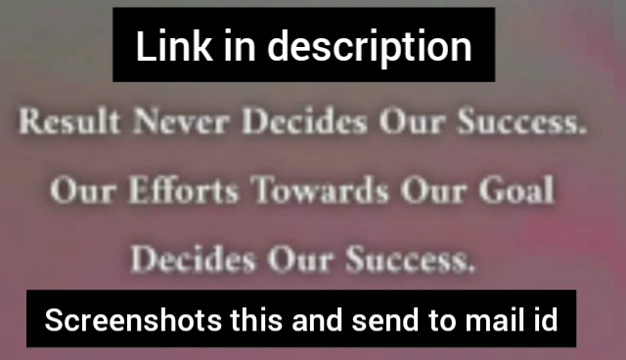 Link in description
Result Never Decides Our Success.
Our Efforts Towards Our Goal
Decides Our Success.
Screenshots this and send to mail id